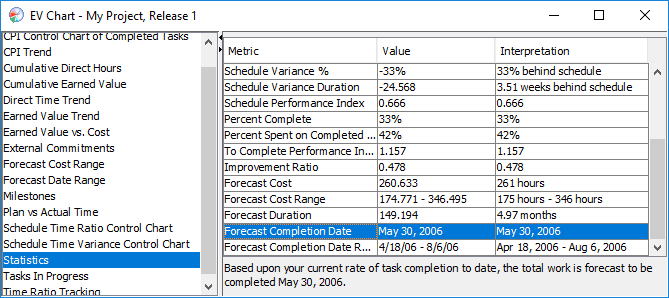 EV Chart - My Project, Release 1
CPI Control Chart of Completed Tasks
CPI Trend
Cumulative Direct Hours
Cumulative Earned Value
Direct Time Trend
Earned Value Trend
Earned Value vs. Cost
External Commitments
Forecast Cost Range
Forecast Date Range
Milestones
Plan vs Actual Time
Schedule Time Ratio Control Chart
Schedule Time Variance Control Chart
Statistics
Tasks In Progress
Time Ratio Tracking
Metric Value Interpretation
Schedule Variance % -33% 33% behind schedule
Schedule Variance Duration -24.568 3.51 weeks behind schedule
Schedule Performance Index 0.666 0.666
Percent Complete 33% 33%
Percent Spent on Completed ... 42% 42%
To Complete Performance In... 1.157 1.157
Improvement Ratio 0.478 0.478
Forecast Cost 260.633 261 hours
Forecast Cost Range 174.771 - 346.495 175 hours - 346 hours
Forecast Duration 149.194 4.97 months
Forecast Completion Date May 30, 2006 May 30, 2006
Forecast Completion Date R... 4/18/06 - 8/6/06 Apr 18, 2006 - Aug 6, 2006
Based upon your current rate of task completion to date, the total work is forecast to be
completed May 30, 2006.